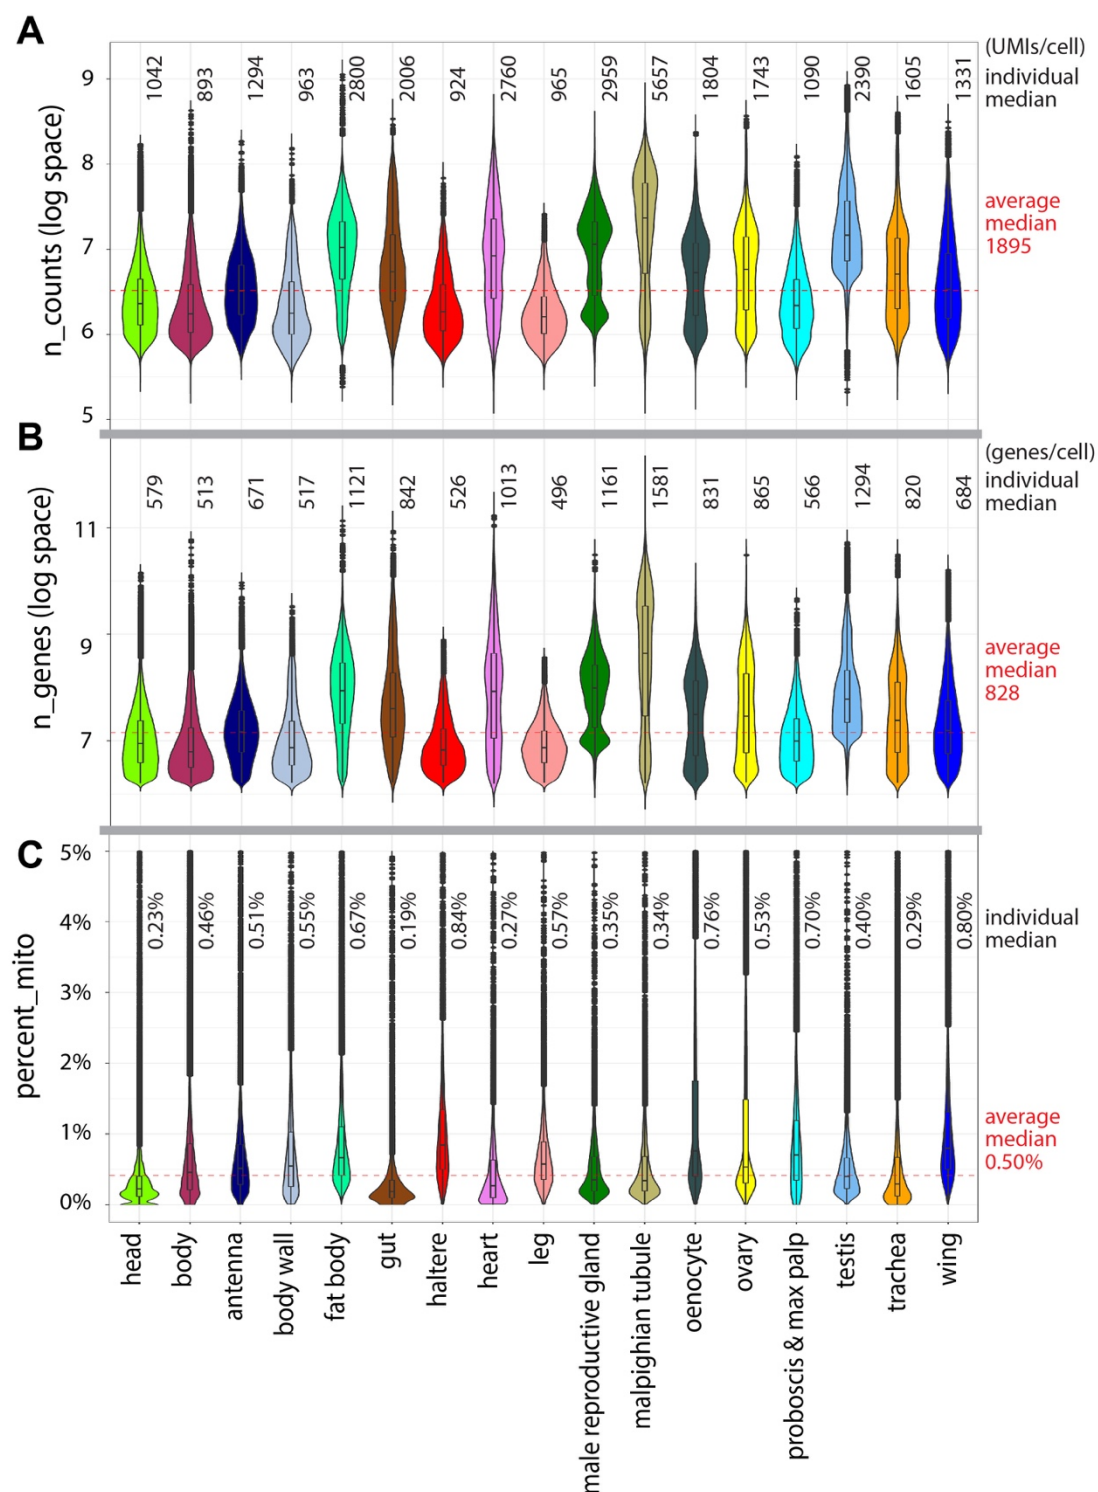 A
(UMIs/cell)
individual
median
1042
893
1294
963
2800
2006
924
2760
965
2959
5657
1804
1743
1090
2390
1605
1331
average
median
1895
n_counts (log space)
9
8
7
6
5
B
(genes/cell)
individual
median
579
513
671
517
1121
842
526
1013
496
1161
1581
831
865
566
1294
820
684
average
median
828
n_genes (log space)
11
9
7
C
individual
median
0.23%
0.46%
0.51%
0.55%
0.67%
0.19%
0.84%
0.27%
0.57%
0.35%
0.34%
0.76%
0.53%
0.70%
0.40%
0.29%
0.80%
average
median
0.50%
percent_mito
5%
4%
3%
2%
1%
0%
head
body
antenna
body wall
fat body
gut
haltere
heart
leg
male reproductive gland
malpighian tubule
oenocyte
ovary
proboscis & max palp
testis
trachea
wing